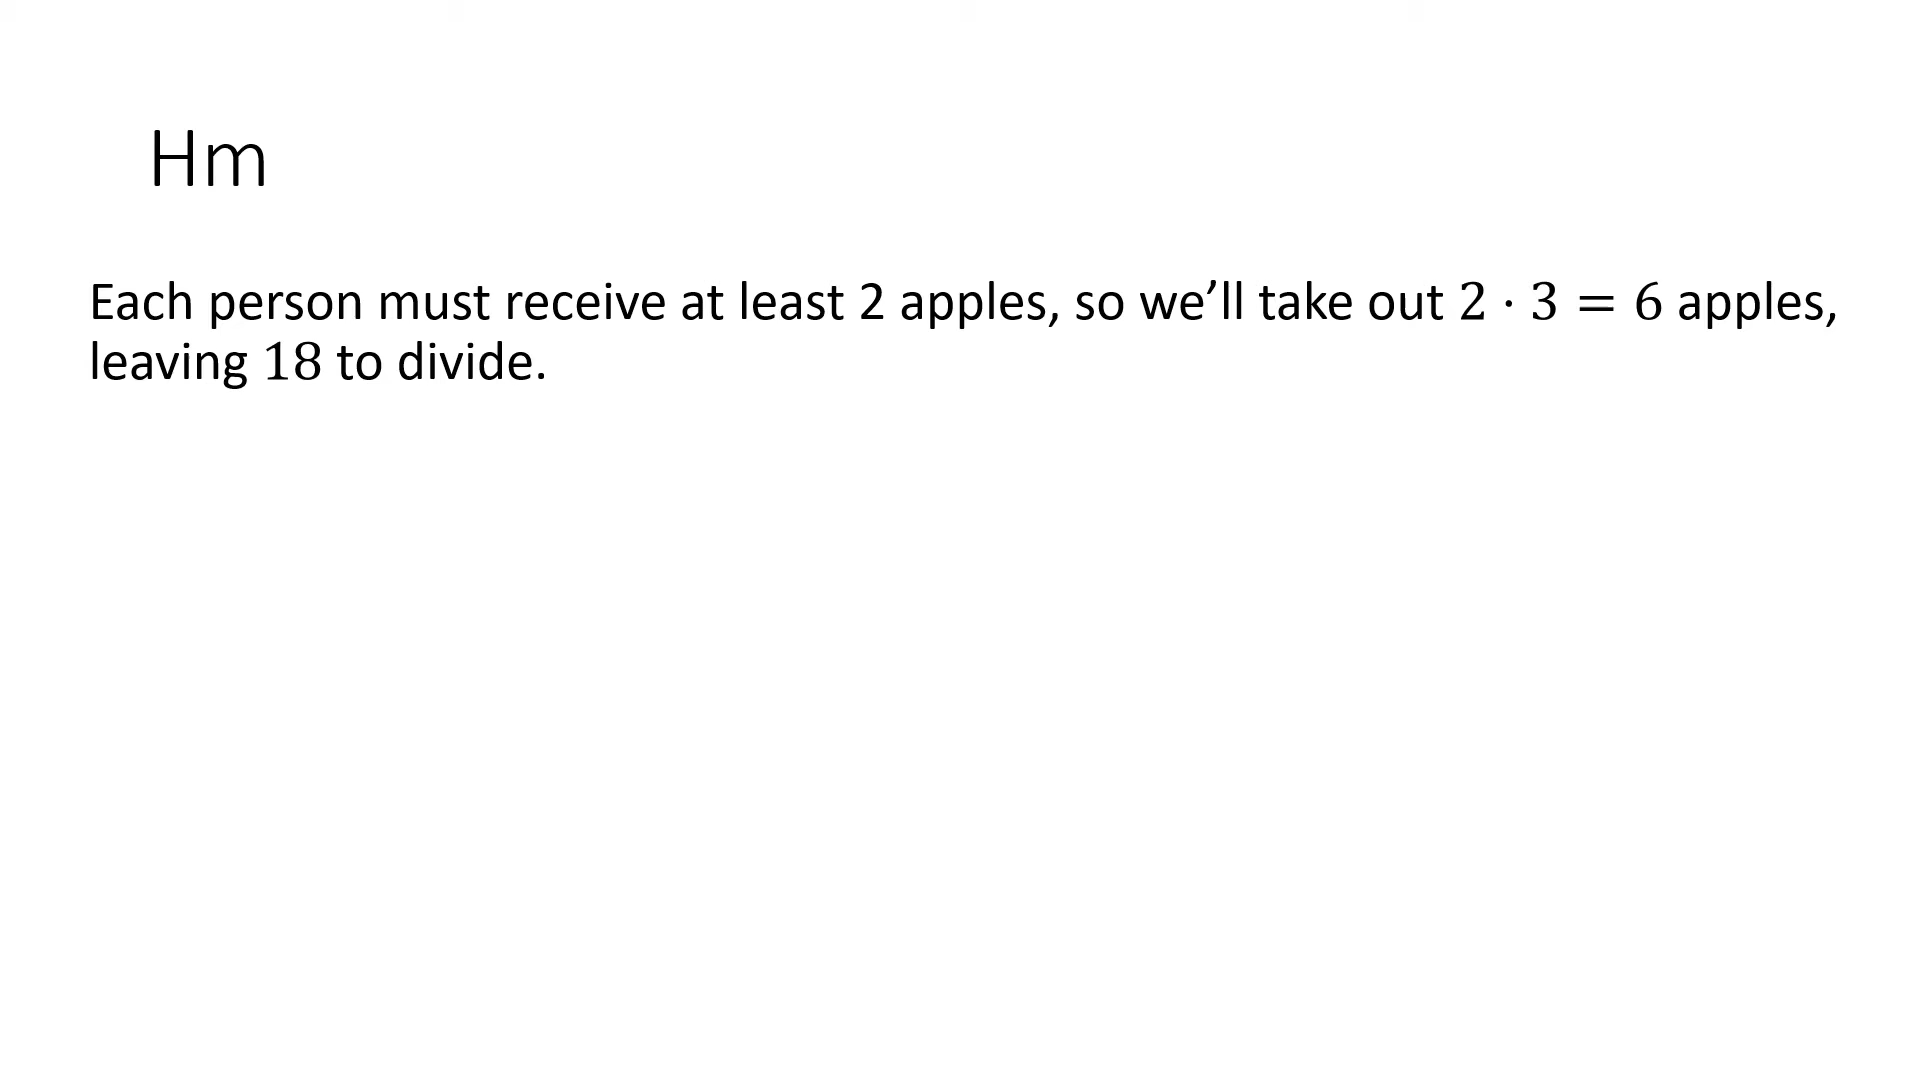 Hm
Each person must receive at least 2 apples, so we’ll take out 2 · 3 = 6 apples,
leaving 18 to divide.